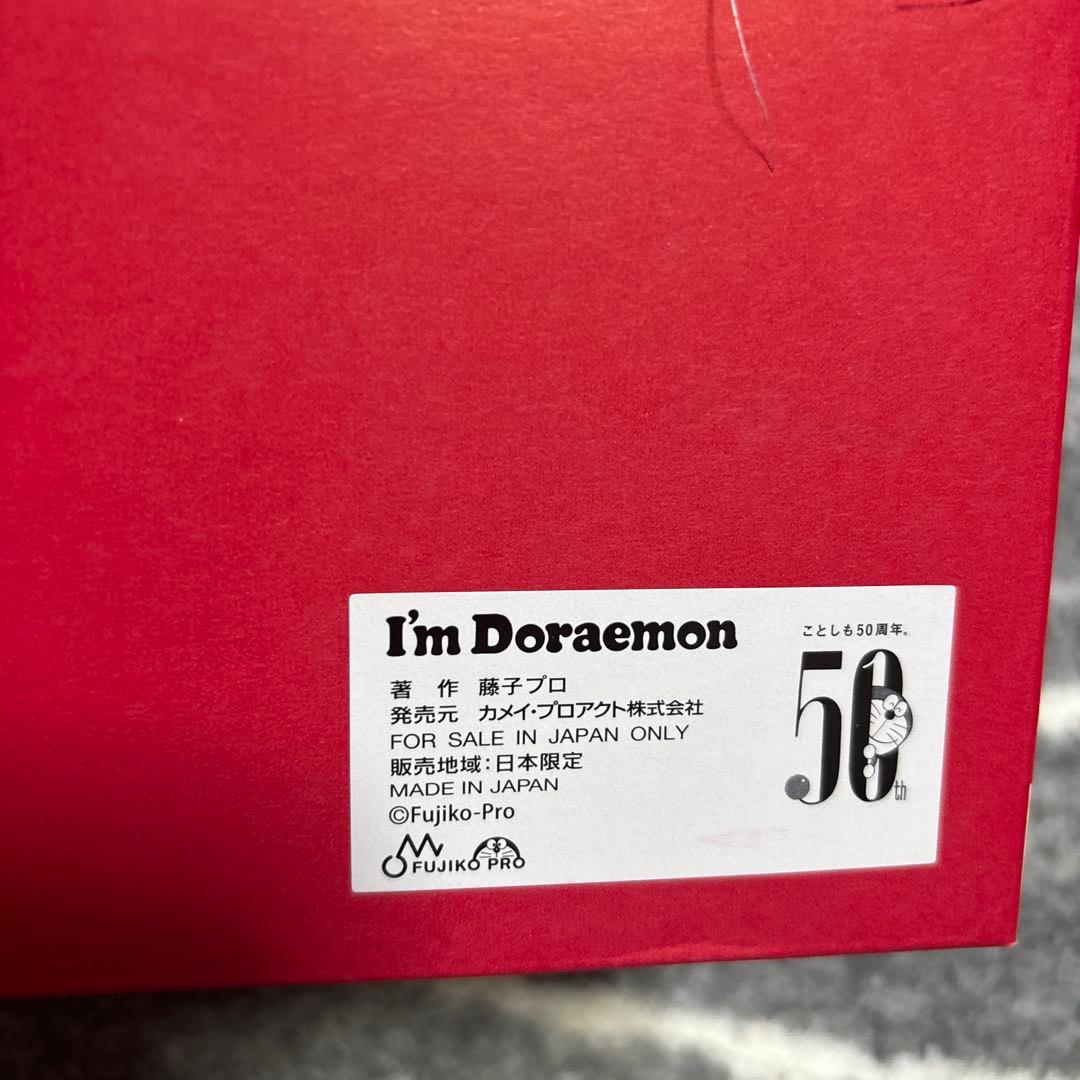 I'm Doraemon
著 作 藤子プロ
発売元 カメイ・プロアクト株式会社
FOR SALE IN JAPAN ONLY
販売地域：日本限定
MADE IN JAPAN
©Fujiko-Pro
FUJIKO PRO
ことしも50周年。
50th